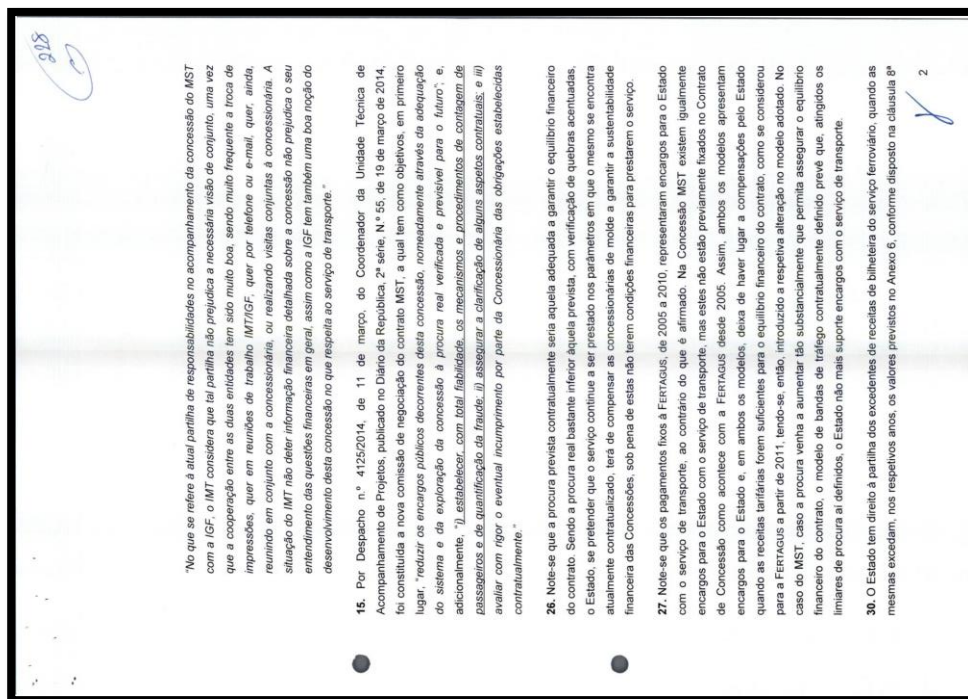 228
"No que se refere à atual partilha de responsabilidades no acompanhamento da concessão do MST
com a IGF, o IMT considera que tal partilha não prejudica a necessária visão de conjunto, uma vez
que a cooperação entre as duas entidades tem sido muito boa, sendo muito frequente a troca de
impressões, quer em reuniões de trabalho IMT/IGF, quer por telefone ou e-mail, quer, ainda,
reunindo em conjunto com a concessionária, ou realizando visitas conjuntas à concessionária. A
situação do IMT não deter informação financeira detalhada sobre a concessão não prejudica o seu
entendimento das questões financeiras em geral, assim como a IGF tem também uma boa noção do
desenvolvimento desta concessão no que respeita ao serviço de transporte."
15. Por Despacho n.º 4125/2014, de 11 de março, do Coordenador da Unidade Técnica de
Acompanhamento de Projetos, publicado no Diário da República, 2ª série, N.º 55, de 19 de março de 2014,
foi constituída a nova comissão de negociação do contrato MST, a qual tem como objetivos, em primeiro
lugar, "reduzir os encargos públicos decorrentes desta concessão, nomeadamente através da adequação
do sistema e da exploração da concessão à procura real verificada e previsível para o futuro"; e,
adicionalmente, "i) estabelecer, com total fiabilidade, os mecanismos e procedimentos de contagem de
passageiros e de quantificação da fraude; ii) assegurar a clarificação de alguns aspetos contratuais; e iii)
avaliar com rigor o eventual incumprimento por parte da Concessionária das obrigações estabelecidas
contratualmente."
26. Note-se que a procura prevista contratualmente seria aquela adequada a garantir o equilíbrio financeiro
do contrato. Sendo a procura real bastante inferior àquela prevista, com verificação de quebras acentuadas,
o Estado, se pretender que o serviço continue a ser prestado nos parâmetros em que o mesmo se encontra
atualmente contratualizado, terá de compensar as concessionárias de molde a garantir a sustentabilidade
financeira das Concessões, sob pena de estas não terem condições financeiras para prestarem o serviço.
27. Note-se que os pagamentos fixos à FERTAGUS, de 2005 a 2010, representaram encargos para o Estado
com o serviço de transporte, ao contrário do que é afirmado. Na Concessão MST existem igualmente
encargos para o Estado com o serviço de transporte, mas estes não estão previamente fixados no Contrato
de Concessão como acontece com a FERTAGUS desde 2005. Assim, ambos os modelos apresentam
encargos para o Estado e, em ambos os modelos, deixa de haver lugar a compensações pelo Estado
quando as receitas tarifárias forem suficientes para o equilíbrio financeiro do contrato, como se considerou
para a FERTAGUS a partir de 2011, tendo-se, então, introduzido a respetiva alteração no modelo adotado. No
caso do MST, caso a procura venha a aumentar tão substancialmente que permita assegurar o equilíbrio
financeiro do contrato, o modelo de bandas de tráfego contratualmente definido prevê que, atingidos os
limiares de procura aí definidos, o Estado não mais suporte encargos com o serviço de transporte.
30. O Estado tem direito à partilha dos excedentes de receitas de bilheteira do serviço ferroviário, quando as
mesmas excedam, nos respetivos anos, os valores previstos no Anexo 6, conforme disposto na cláusula 8ª
2